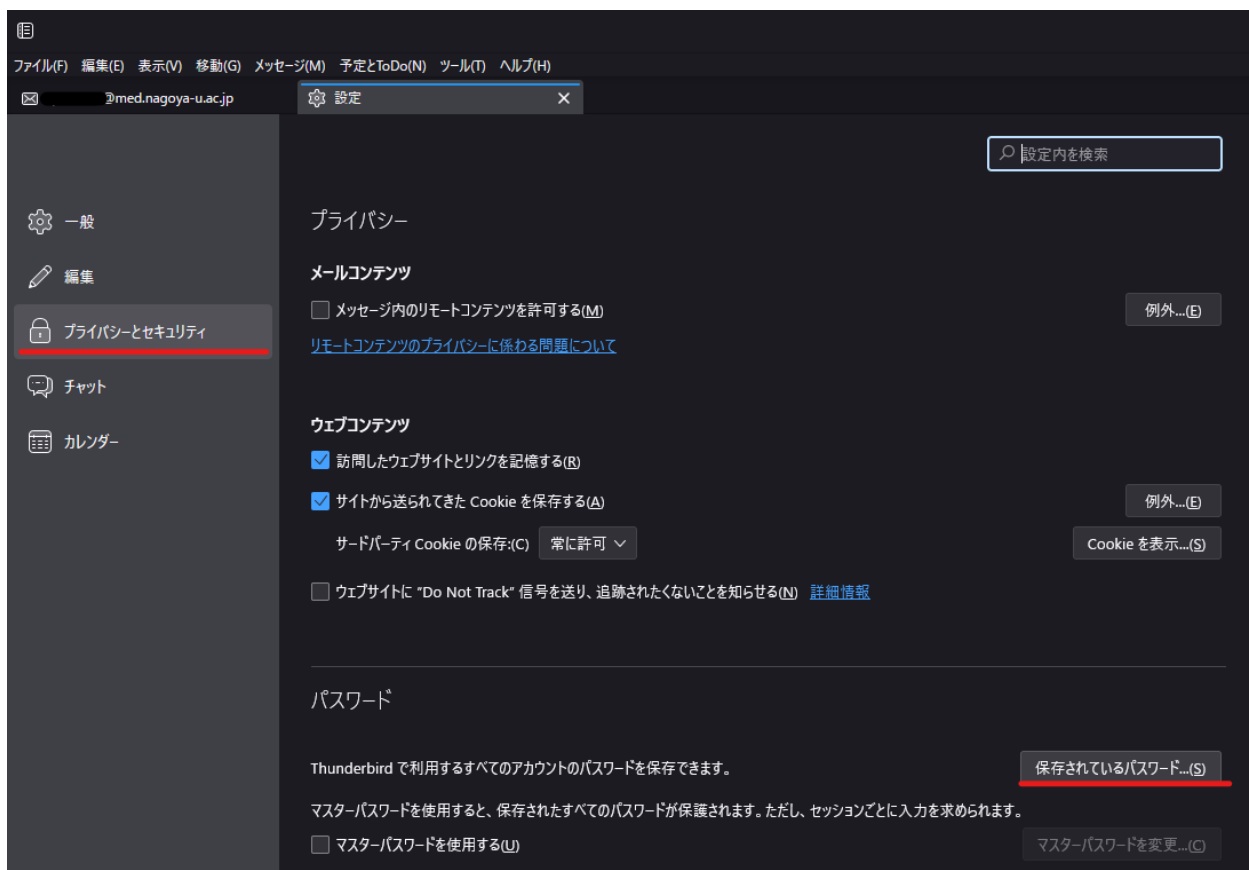 ファイル(F) 編集(E) 表示(V) 移動(G) メッセージ(M) 予定とToDo(N) ツール(T) ヘルプ(H)
@med.nagoya-u.ac.jp 設定
設定内を検索
一般
編集
プライバシーとセキュリティ
チャット
カレンダー
プライバシー
メールコンテンツ
メッセージ内のリモートコンテンツを許可する(M) 例外...(E)
リモートコンテンツのプライバシーに係わる問題について
ウェブコンテンツ
訪問したウェブサイトとリンクを記憶する(R)
サイトから送られてきた Cookie を保存する(A) 例外...(E)
サードパーティ Cookie の保存:(C) 常に許可 Cookie を表示...(S)
ウェブサイトに "Do Not Track" 信号を送り、追跡されたくないことを知らせる(N) 詳細情報
パスワード
Thunderbird で利用するすべてのアカウントのパスワードを保存できます。 保存されているパスワード...(S)
マスターパスワードを使用すると、保存されたすべてのパスワードが保護されます。ただし、セッションごとに入力を求められます。
マスターパスワードを使用する(U) マスターパスワードを変更...(C)